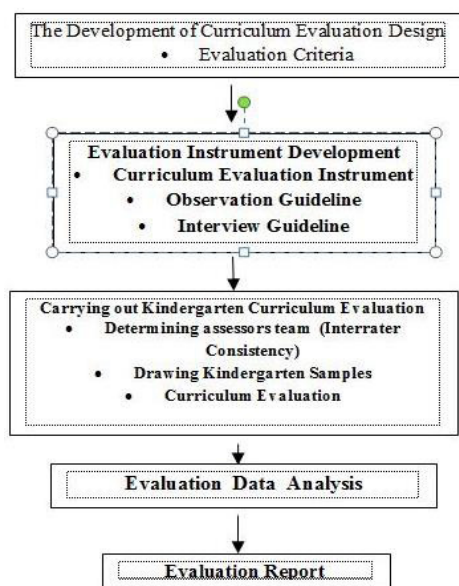 The Development of Curriculum Evaluation Design
• Evaluation Criteria
Evaluation Instrument Development
• Curriculum Evaluation Instrument
• Observation Guideline
• Interview Guideline
Carrying out Kindergarten Curriculum Evaluation
• Determining assessors team (Interrater
Consistency)
• Drawing Kindergarten Samples
• Curriculum Evaluation
Evaluation Data Analysis
Evaluation Report